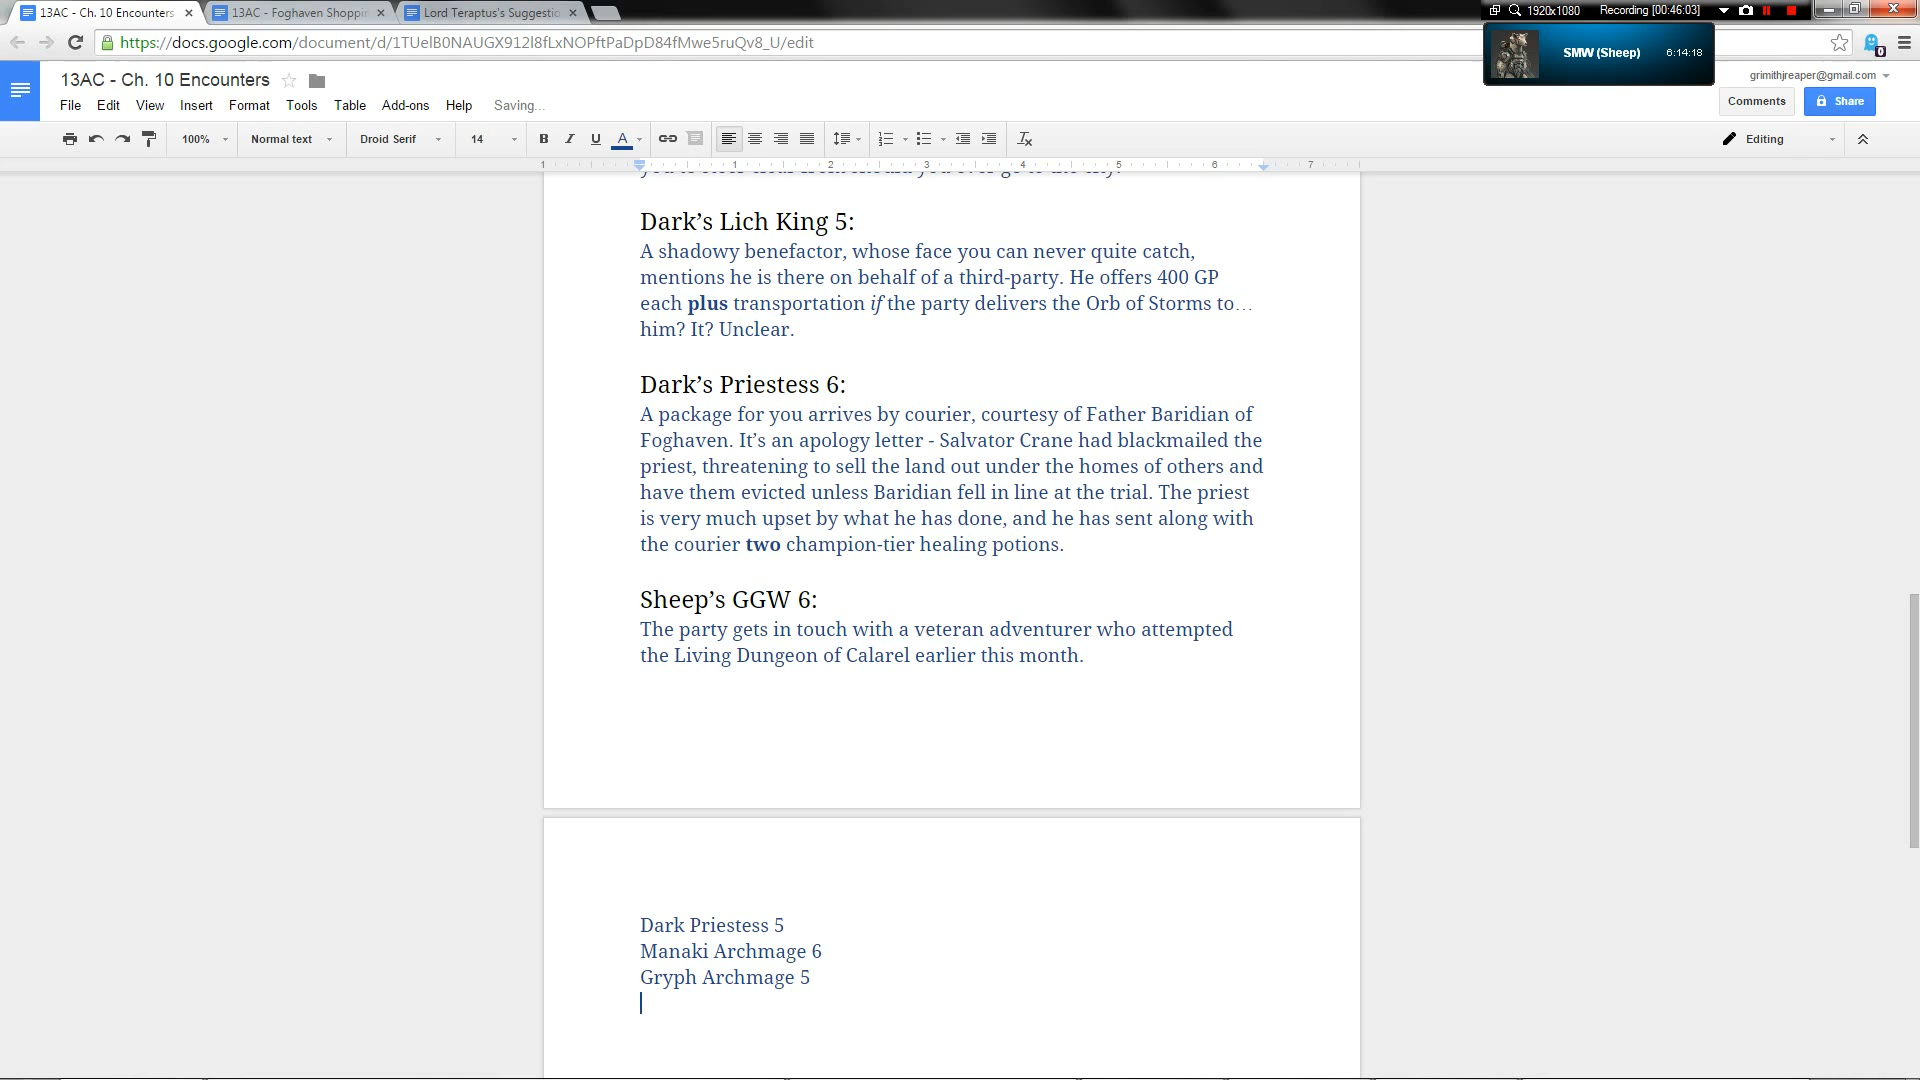 13AC - Ch. 10 Encounters
13AC - Foghaven Shoppin
Lord Teraptus's Suggestio
1920x1080
Recording [00:46:03]
https://docs.google.com/document/d/1TUelB0NAUGX912l8fLxNOPftPaDpD84fMwe5ruQv8_U/edit
0
SMW (Sheep)
6:14:18
13AC - Ch. 10 Encounters
grimithjreaper@gmail.com
File Edit View Insert Format Tools Table Add-ons Help Saving...
Comments
Share
100% Normal text Droid Serif 14 B I U A
Editing
1 1 2 3 4 5 6 7
Dark’s Lich King 5:
A shadowy benefactor, whose face you can never quite catch,
mentions he is there on behalf of a third-party. He offers 400 GP
each plus transportation if the party delivers the Orb of Storms to…
him? It? Unclear.
Dark’s Priestess 6:
A package for you arrives by courier, courtesy of Father Baridian of
Foghaven. It’s an apology letter - Salvator Crane had blackmailed the
priest, threatening to sell the land out under the homes of others and
have them evicted unless Baridian fell in line at the trial. The priest
is very much upset by what he has done, and he has sent along with
the courier two champion-tier healing potions.
Sheep’s GGW 6:
The party gets in touch with a veteran adventurer who attempted
the Living Dungeon of Calarel earlier this month.
Dark Priestess 5
Manaki Archmage 6
Gryph Archmage 5